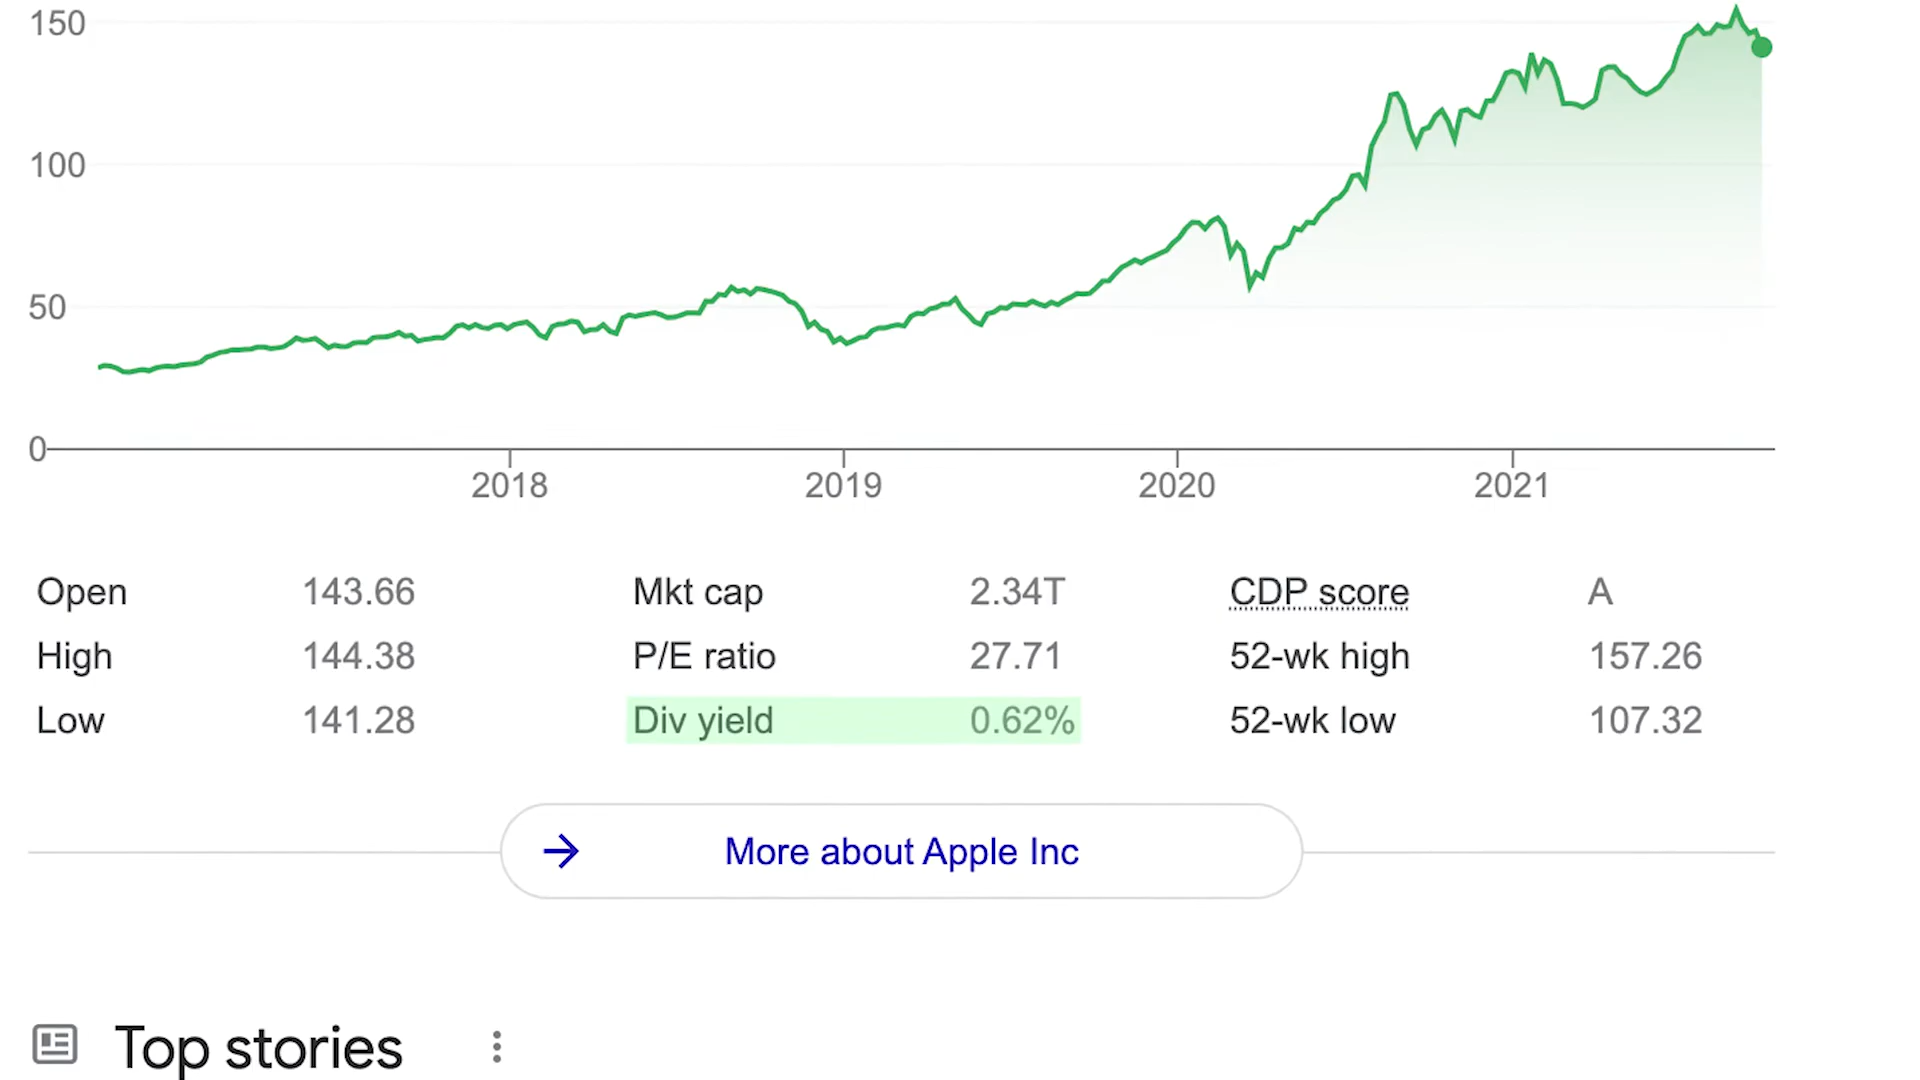 150
100
50
0
2018 2019 2020 2021
Open 143.66 Mkt cap 2.34T CDP score A
High 144.38 P/E ratio 27.71 52-wk high 157.26
Low 141.28 Div yield 0.62% 52-wk low 107.32
More about Apple Inc
Top stories